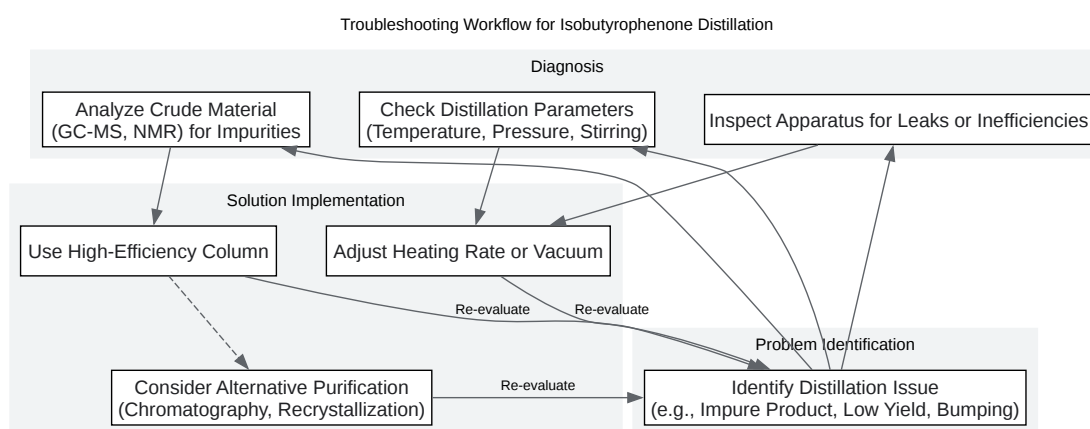 Troubleshooting Workflow for Isobutyrophenone Distillation
Diagnosis
Analyze Crude Material
(GC-MS, NMR) for Impurities
Check Distillation Parameters
(Temperature, Pressure, Stirring)
Inspect Apparatus for Leaks or Inefficiencies
Solution Implementation
Use High-Efficiency Column
Adjust Heating Rate or Vacuum
Re-evaluate
Re-evaluate
Problem Identification
Consider Alternative Purification
(Chromatography, Recrystallization)
Re-evaluate
Identify Distillation Issue
(e.g., Impure Product, Low Yield, Bumping)